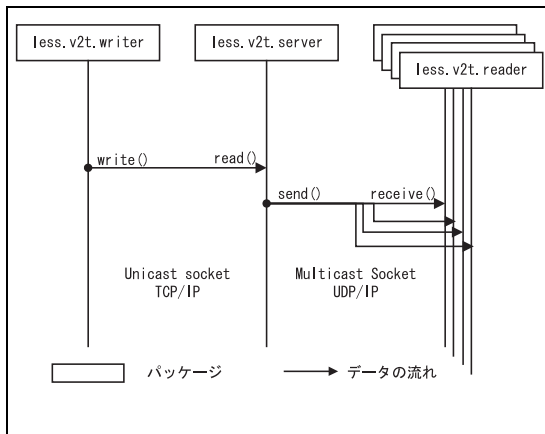 less.v2t.writer
less.v2t.server
less.v2t.reader
write()
read()
send()
receive()
Unicast socket
TCP/IP
Multicast Socket
UDP/IP
パッケージ
データの流れ